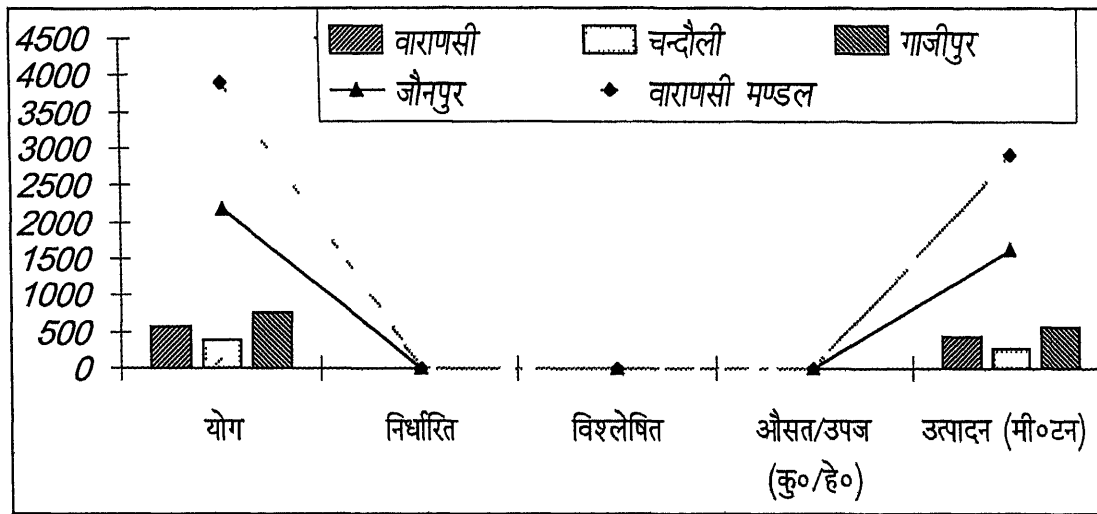 वाराणसी चन्दौली गाजीपुर
जौनपुर वाराणसी मण्डल
4500
4000
3500
3000
2500
2000
1500
1000
500
0
योग निर्धारित विश्लेषित औसत/उपज उत्पादन (मी०टन)
(कु०/हे०)